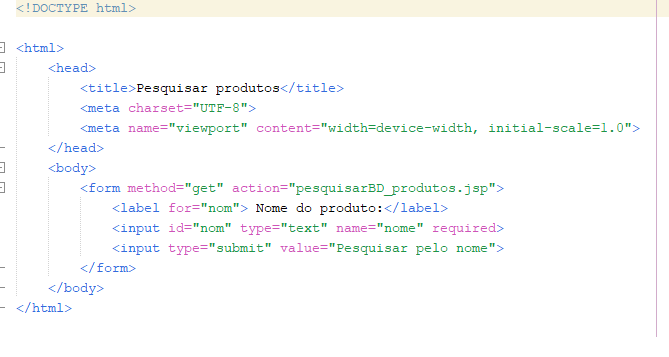 <!DOCTYPE html>
<html>
<head>
<title>Pesquisar produtos</title>
<meta charset="UTF-8">
<meta name="viewport" content="width=device-width, initial-scale=1.0">
</head>
<body>
<form method="get" action="pesquisarBD_produtos.jsp">
<label for="nom"> Nome do produto:</label>
<input id="nom" type="text" name="nome" required>
<input type="submit" value="Pesquisar pelo nome">
</form>
</body>
</html>